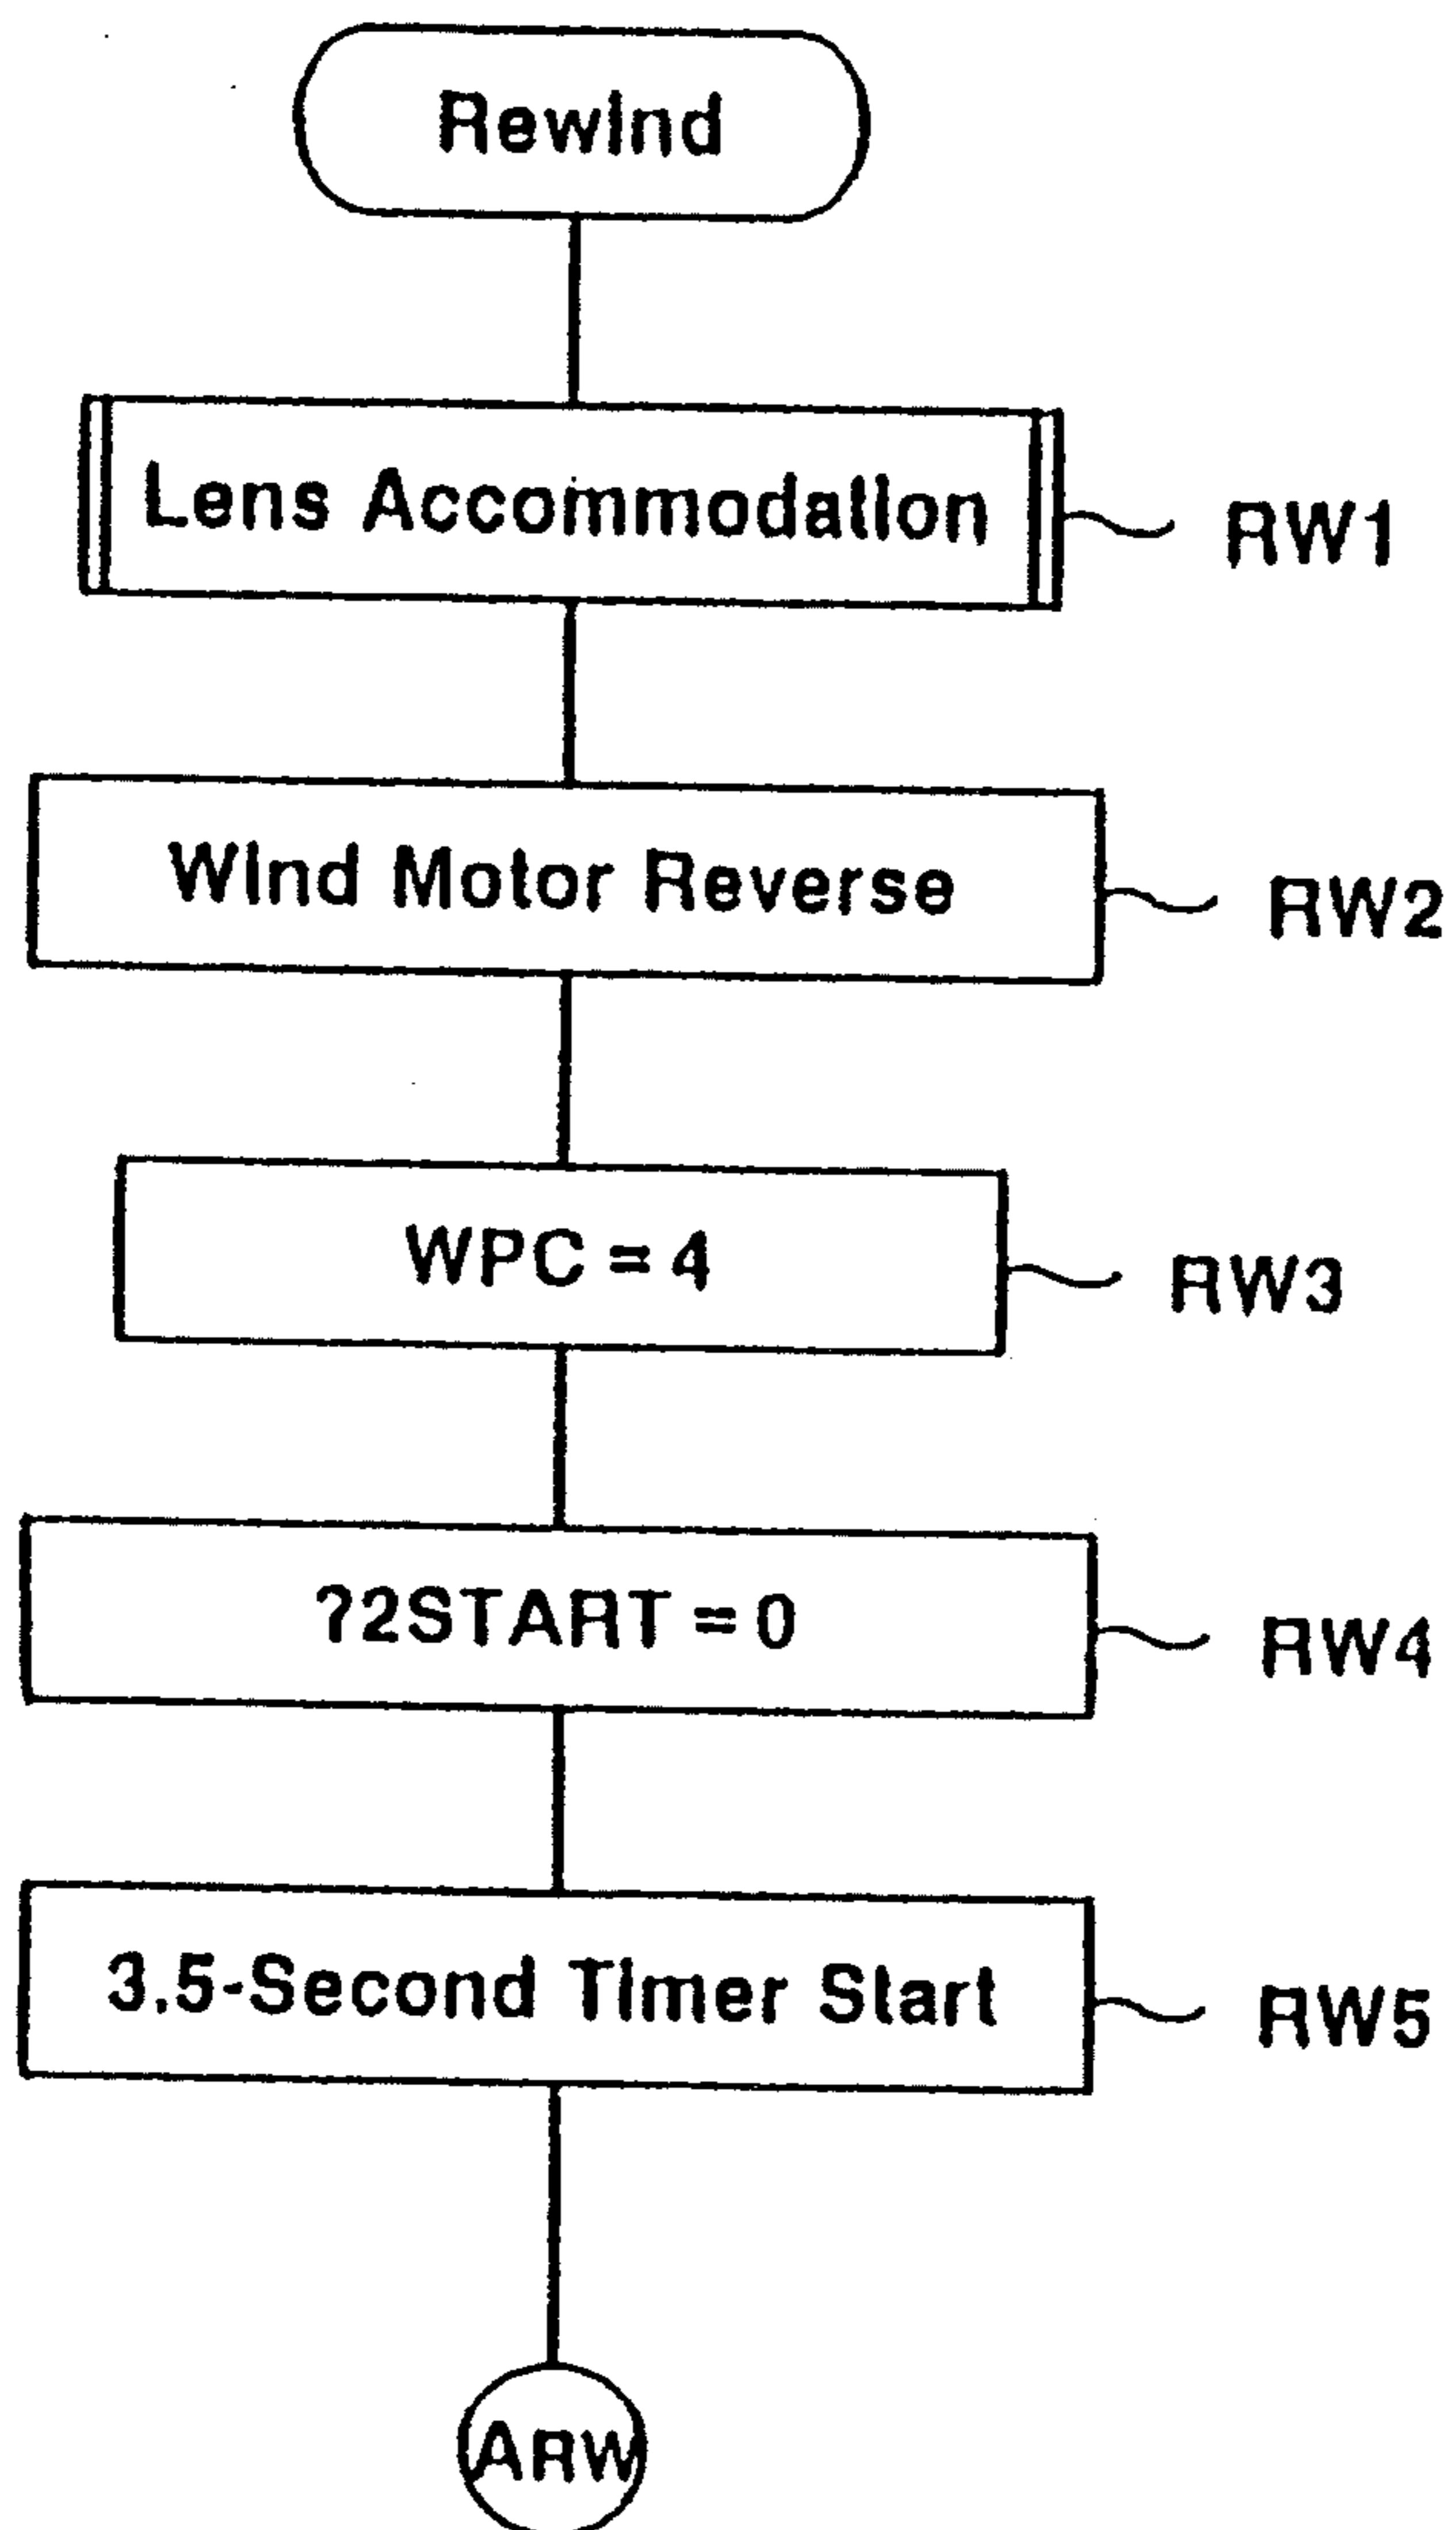 Rewind
Lens Accommodation
RW1
Wind Motor Reverse
RW2
WPC = 4
RW3
?2START = 0
RW4
3.5-Second Timer Start
RW5
ARW